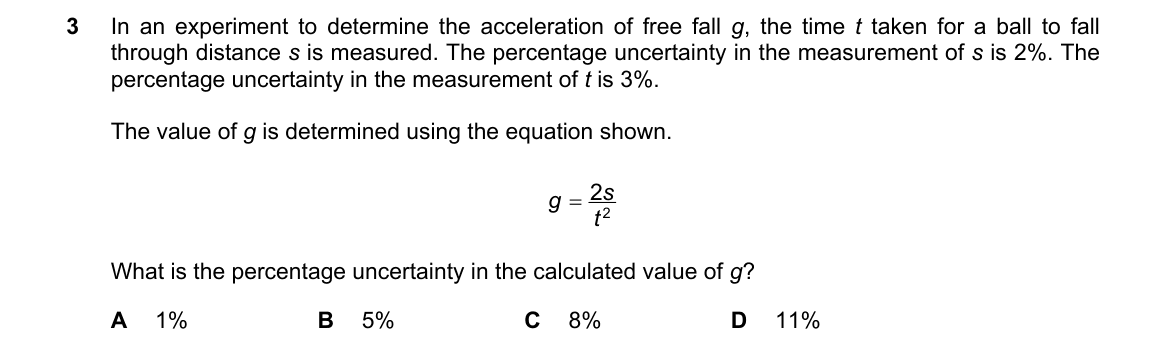 3 In an experiment to determine the acceleration of free fall g, the time t taken for a ball to fall
through distance s is measured. The percentage uncertainty in the measurement of s is 2%. The
percentage uncertainty in the measurement of t is 3%.
The value of g is determined using the equation shown.
g = 2s/t²
What is the percentage uncertainty in the calculated value of g?
A 1% B 5% C 8% D 11%